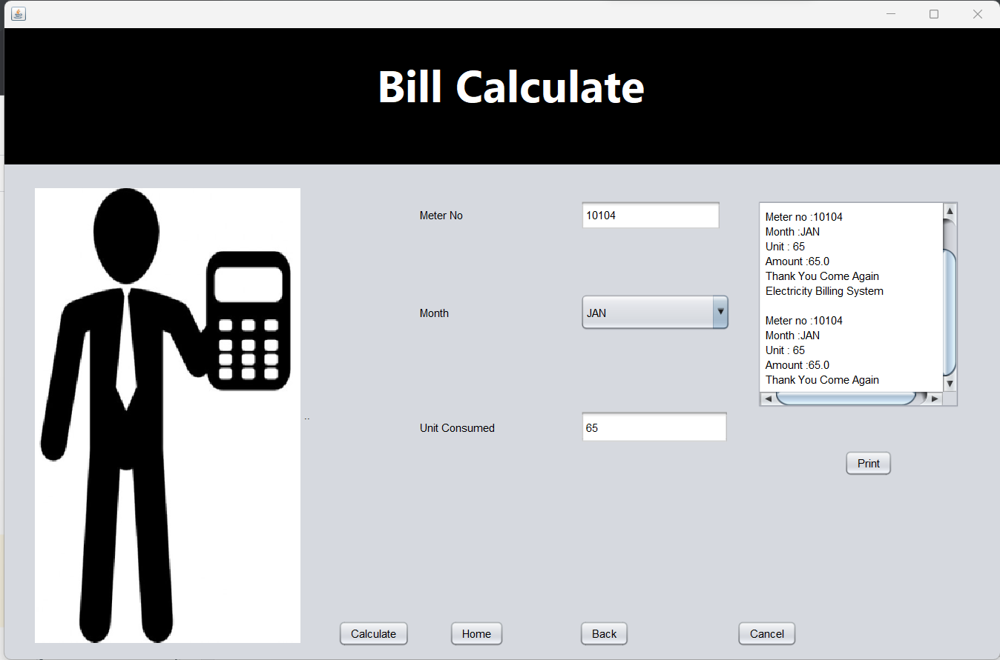 Bill Calculate
Meter No
10104
Month
JAN
Unit Consumed
65
Meter no :10104
Month :JAN
Unit : 65
Amount :65.0
Thank You Come Again
Electricity Billing System
Meter no :10104
Month :JAN
Unit : 65
Amount :65.0
Thank You Come Again
..
Print
Calculate
Home
Back
Cancel